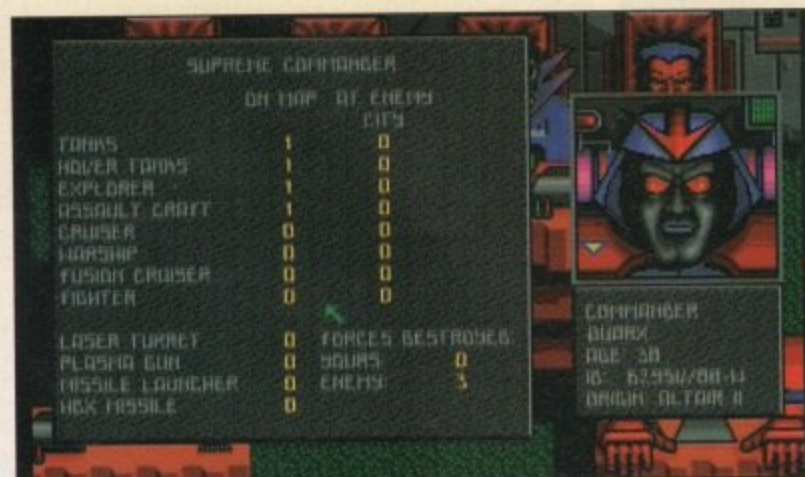 SUPREME COMMANDER
ON MAP AT ENEMY
CITY
TANKS 1 0
HOVER TANKS 1 0
EXPLORER 1 0
ASSAULT CRAFT 1 0
CRUISER 0 0
WARSHIP 0 0
FUSION CRUISER 0 0
FIGHTER 0 0
LASER TURRET 0 FORCES DESTROYED:
PLASMA GUN 0 YOURS: 0
MISSILE LAUNCHER 0 ENEMY: 3
MBX MISSILE 0
COMMANDER
QUARX
AGE 38
ID:
ORIGIN ALTAIR II